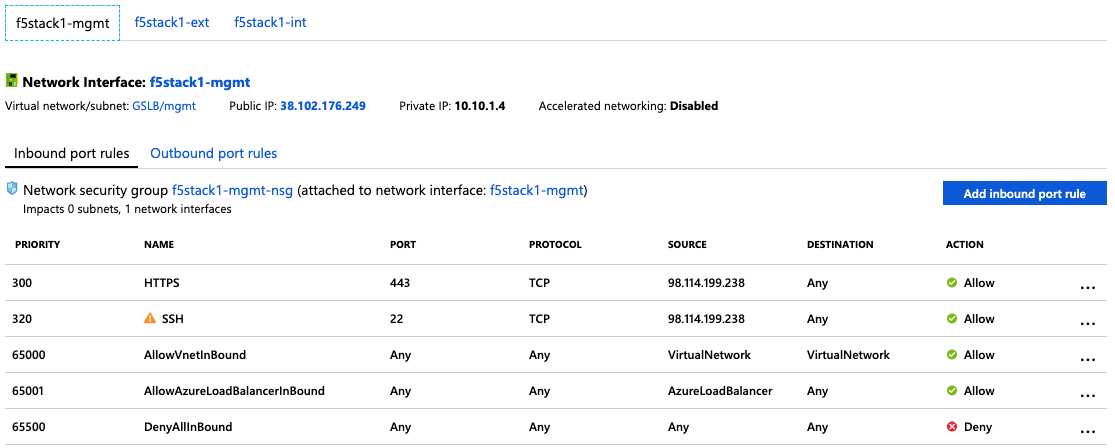 f5stack1-mgmt f5stack1-ext f5stack1-int
Network Interface: f5stack1-mgmt
Virtual network/subnet: GSLB/mgmt Public IP: 38.102.176.249 Private IP: 10.10.1.4 Accelerated networking: Disabled
Inbound port rules Outbound port rules
Network security group f5stack1-mgmt-nsg (attached to network interface: f5stack1-mgmt)
Impacts 0 subnets, 1 network interfaces
Add inbound port rule
PRIORITY NAME PORT PROTOCOL SOURCE DESTINATION ACTION
300 HTTPS 443 TCP 98.114.199.238 Any Allow ...
320 SSH 22 TCP 98.114.199.238 Any Allow ...
65000 AllowVnetInBound Any Any VirtualNetwork VirtualNetwork Allow ...
65001 AllowAzureLoadBalancerInBound Any Any AzureLoadBalancer Any Allow ...
65500 DenyAllInBound Any Any Any Any Deny ...